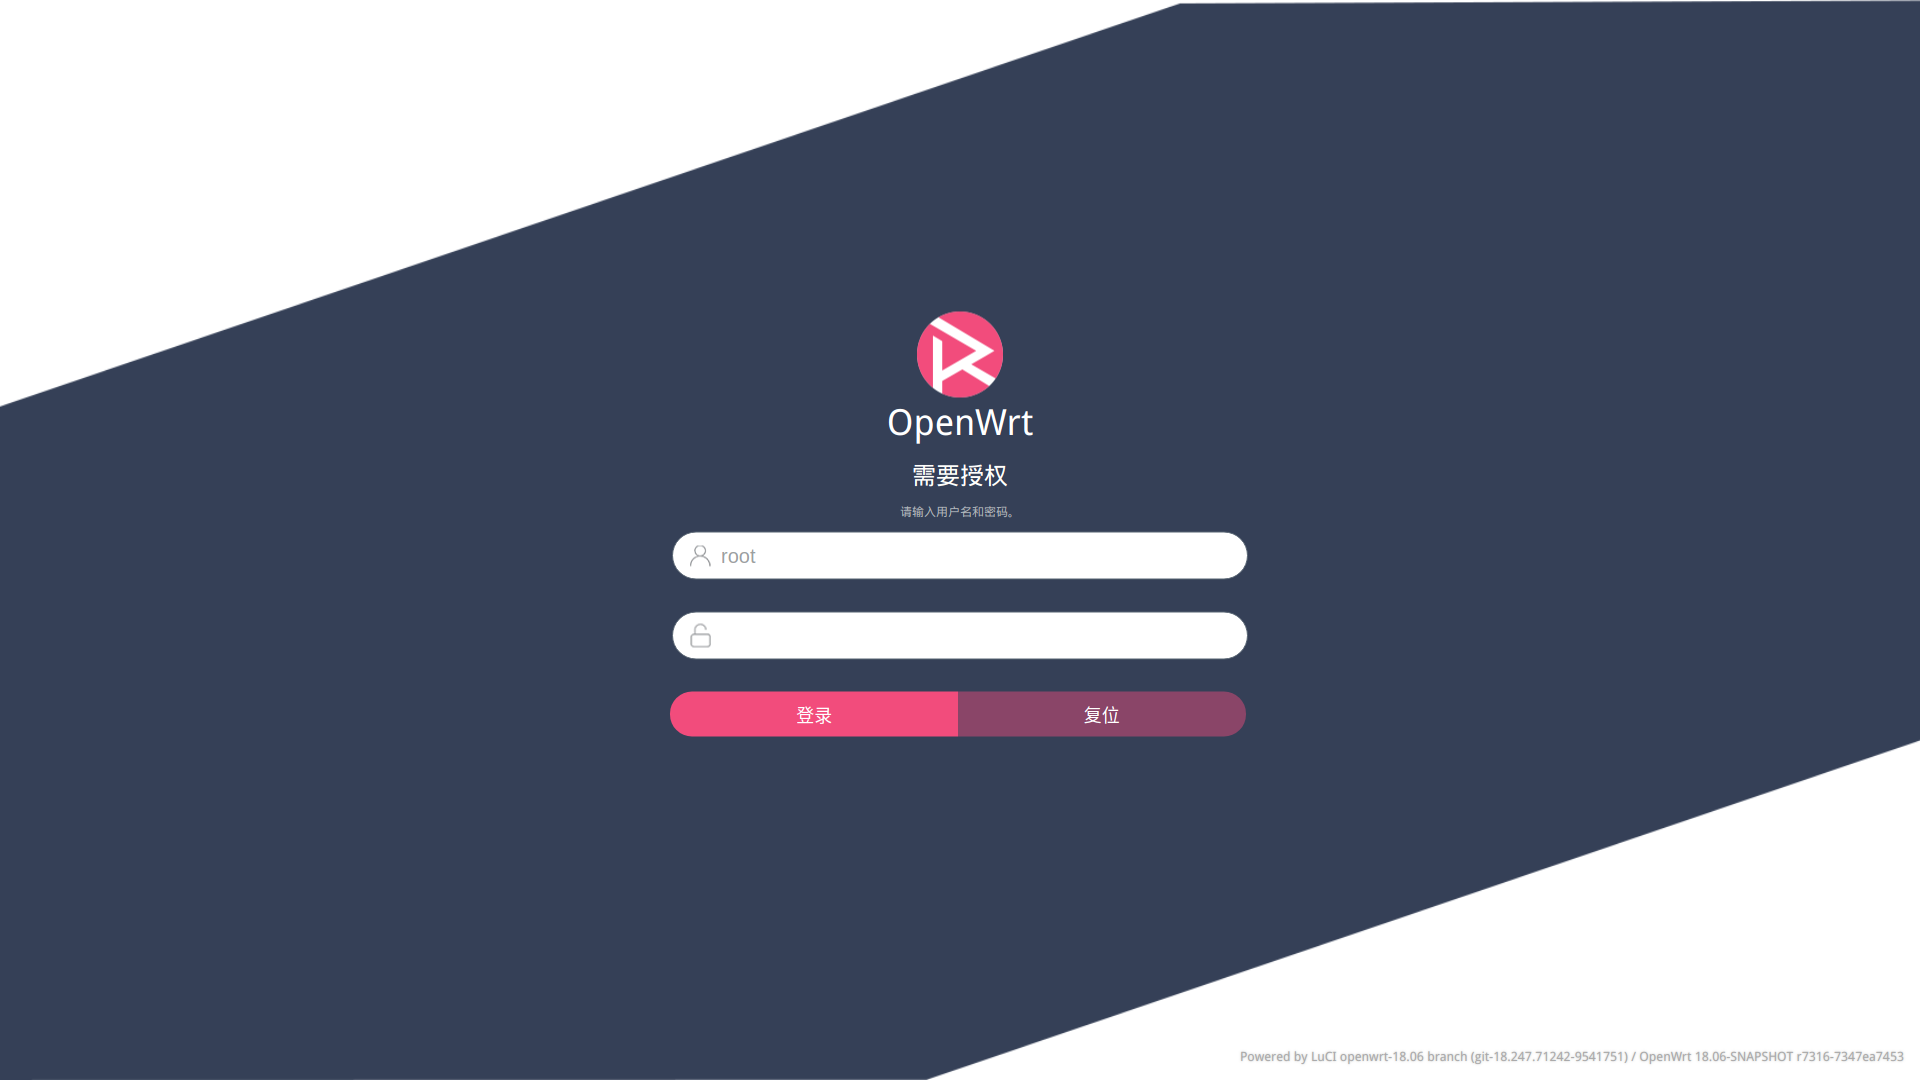 OpenWrt
需要授权
请输入用户名和密码。
root
登录 复位
Powered by LuCI openwrt-18.06 branch (git-18.247.71242-9541751) / OpenWrt 18.06-SNAPSHOT r7316-7347ea7453